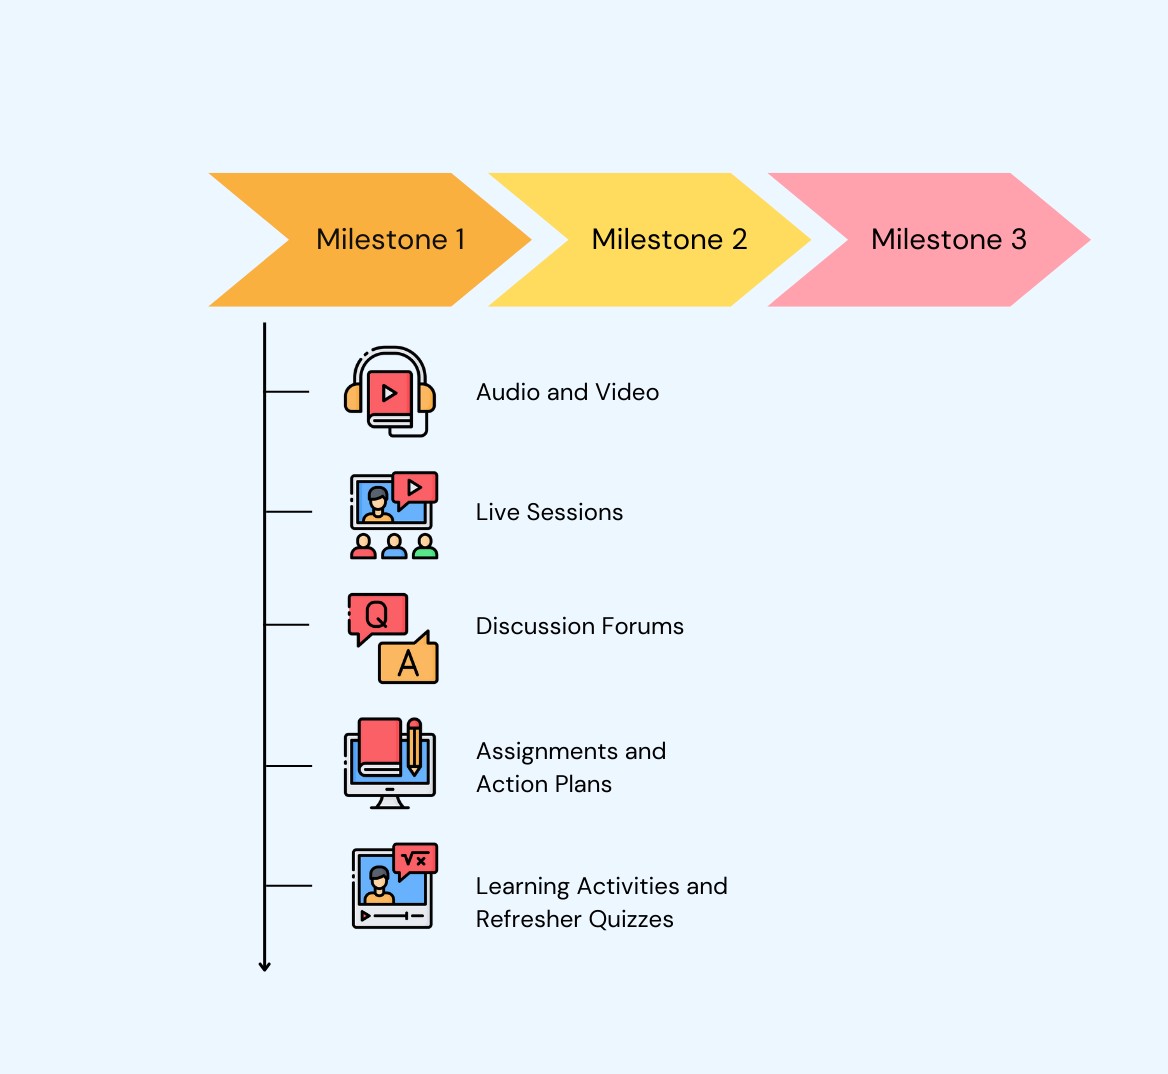 Milestone 1
Milestone 2
Milestone 3
Audio and Video
Live Sessions
Q
A
Discussion Forums
Assignments and
Action Plans
√x
Learning Activities and
Refresher Quizzes